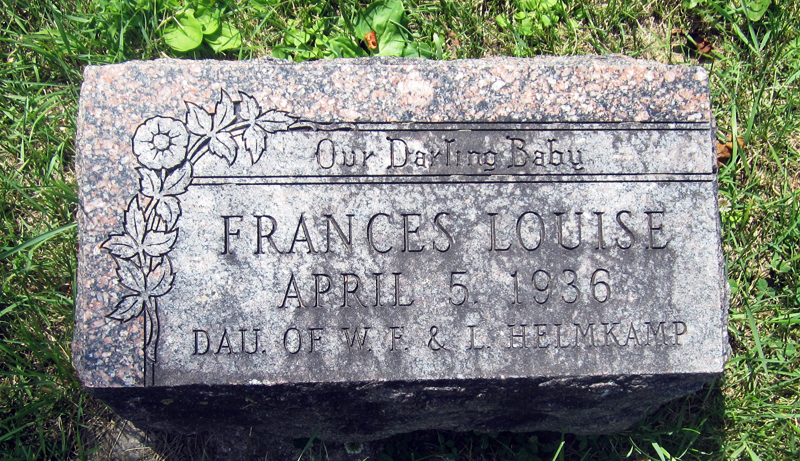 Our Darling Baby
FRANCES LOUISE
APRIL 5, 1936
DAU. OF W. F. & L. HELMKAMP